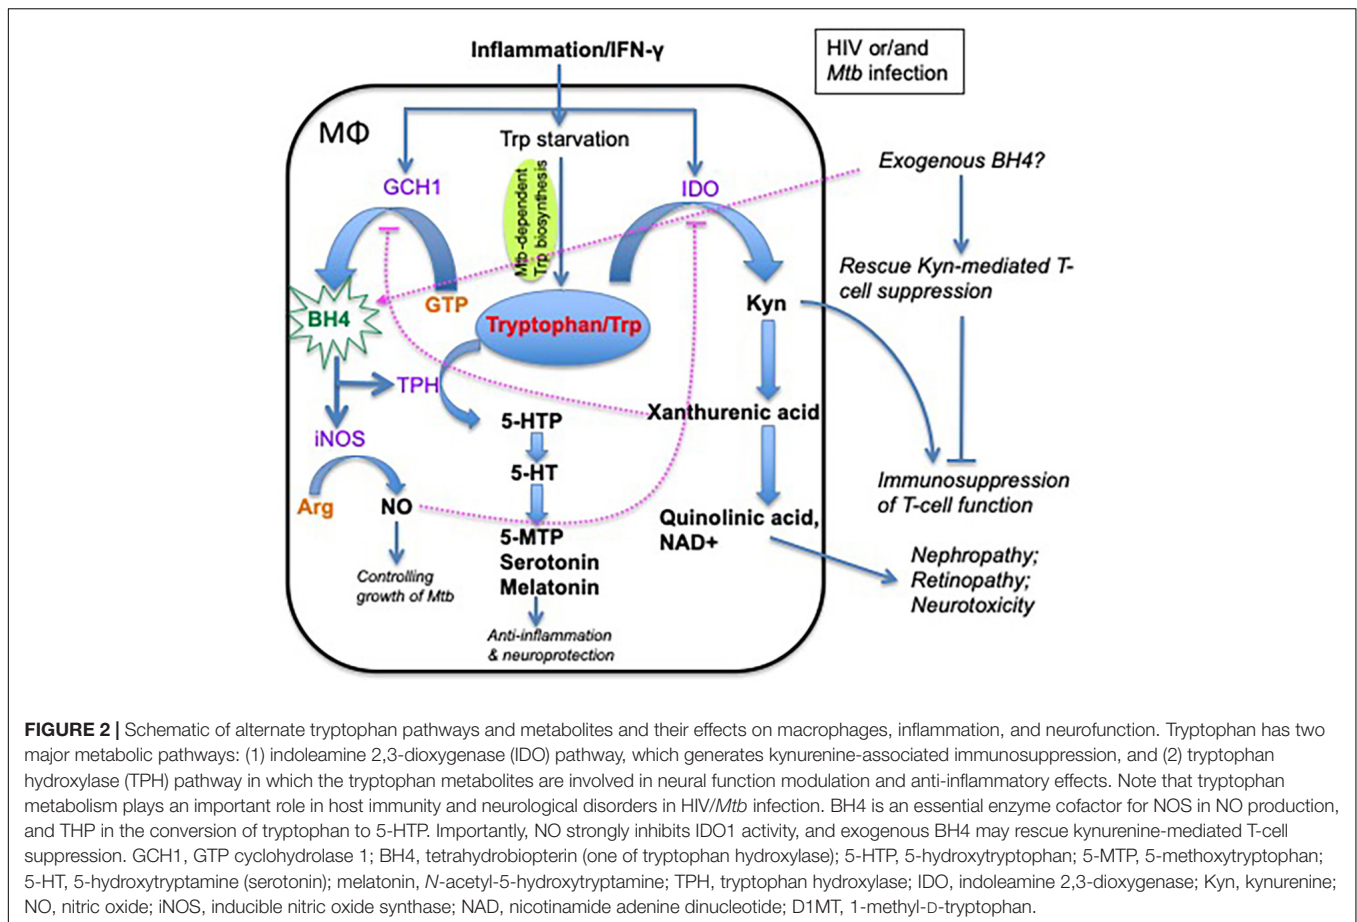 Inflammation/IFN-γ
HIV or/and
Mtb infection
MΦ
Trp starvation
Exogenous BH4?
GCH1
Mtb-dependent
Trp biosynthesis
IDO
Rescue Kyn-mediated T-
cell suppression
GTP
Kyn
BH4
Tryptophan/Trp
TPH
Xanthurenic acid
5-HTP
iNOS
5-HT
Immunosuppression
of T-cell function
Arg
NO
Quinolinic acid,
NAD+
5-MTP
Serotonin
Melatonin
Nephropathy;
Retinopathy;
Neurotoxicity
Controlling
growth of Mtb
Anti-inflammation
& neuroprotection
FIGURE 2 | Schematic of alternate tryptophan pathways and metabolites and their effects on macrophages, inflammation, and neurofunction. Tryptophan has two
major metabolic pathways: (1) indoleamine 2,3-dioxygenase (IDO) pathway, which generates kynurenine-associated immunosuppression, and (2) tryptophan
hydroxylase (TPH) pathway in which the tryptophan metabolites are involved in neural function modulation and anti-inflammatory effects. Note that tryptophan
metabolism plays an important role in host immunity and neurological disorders in HIV/Mtb infection. BH4 is an essential enzyme cofactor for NOS in NO production,
and THP in the conversion of tryptophan to 5-HTP. Importantly, NO strongly inhibits IDO1 activity, and exogenous BH4 may rescue kynurenine-mediated T-cell
suppression. GCH1, GTP cyclohydrolase 1; BH4, tetrahydrobiopterin (one of tryptophan hydroxylase); 5-HTP, 5-hydroxytryptophan; 5-MTP, 5-methoxytryptophan;
5-HT, 5-hydroxytryptamine (serotonin); melatonin, N-acetyl-5-hydroxytryptamine; TPH, tryptophan hydroxylase; IDO, indoleamine 2,3-dioxygenase; Kyn, kynurenine;
NO, nitric oxide; iNOS, inducible nitric oxide synthase; NAD, nicotinamide adenine dinucleotide; D1MT, 1-methyl-D-tryptophan.